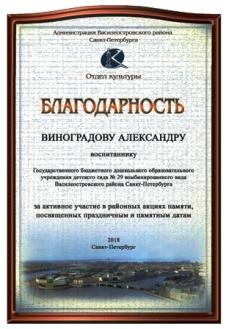 Администрация Василеостровского района
Санкт-Петербурга
Отдел культуры
БЛАГОДАРНОСТЬ
ВИНОГРАДОВУ АЛЕКСАНДРУ
воспитаннику
Государственного бюджетного дошкольного образовательного
учреждения детского сада № 29 комбинированного вида
Василеостровского района Санкт-Петербурга
за активное участие в районных акциях памяти,
посвященных праздничным и памятным датам
2018
Санкт-Петербург